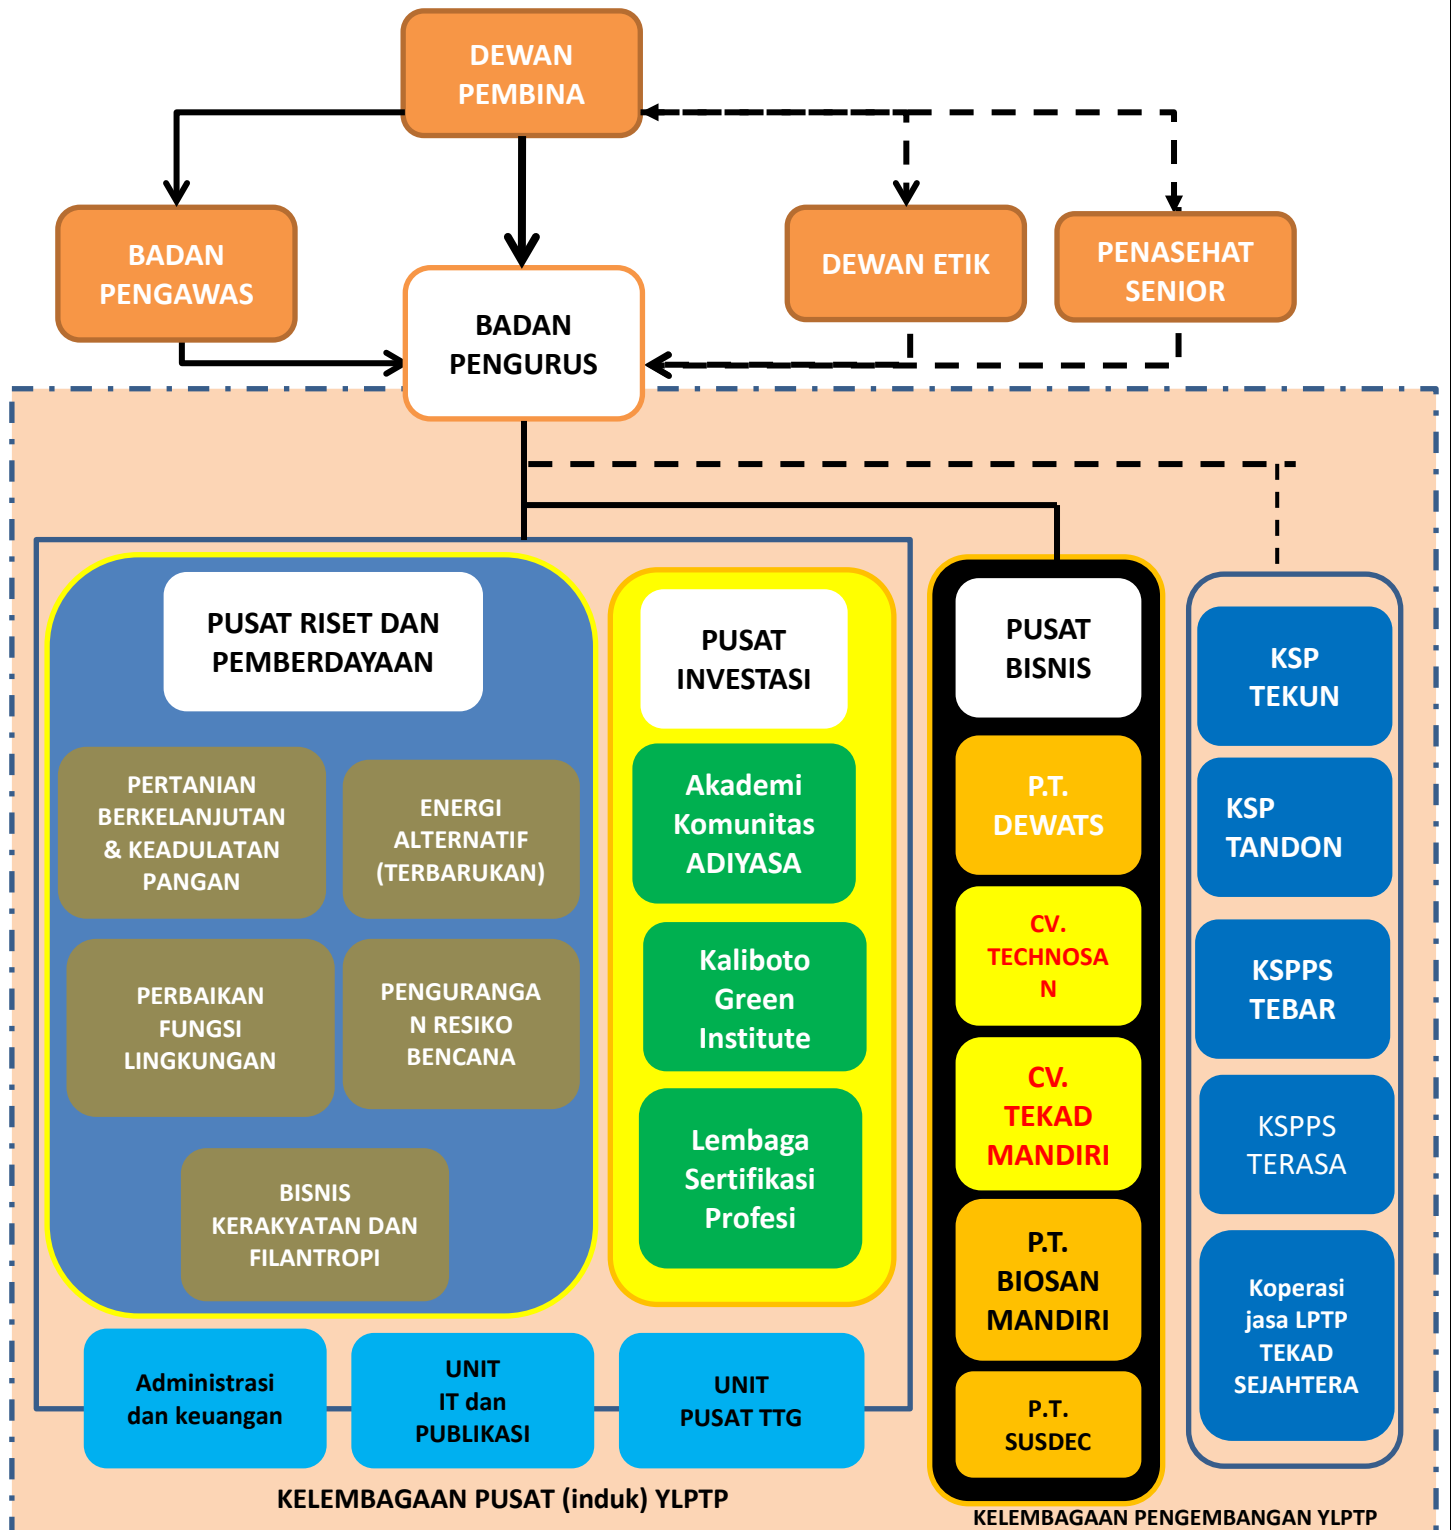 DEWAN
PEMBINA
BADAN
PENGAWAS
DEWAN ETIK
PENASEHAT
SENIOR
BADAN
PENGURUS
PUSAT RISET DAN
PEMBERDAYAAN
PERTANIAN
BERKELANJUTAN
& KEADULATAN
PANGAN
ENERGI
ALTERNATIF
(TERBARUKAN)
PERBAIKAN
FUNGSI
LINGKUNGAN
PENGURANGA
N RESIKO
BENCANA
BISNIS
KERAKYATAN DAN
FILANTROPI
PUSAT
INVESTASI
Akademi
Komunitas
ADIYASA
Kaliboto
Green
Institute
Lembaga
Sertifikasi
Profesi
PUSAT
BISNIS
P.T.
DEWATS
CV.
TECHNOSA
N
CV.
TEKAD
MANDIRI
P.T.
BIOSAN
MANDIRI
P.T.
SUSDEC
KSP
TEKUN
KSP
TANDON
KSPPS
TEBAR
KSPPS
TERASA
Koperasi
jasa LPTP
TEKAD
SEJAHTERA
Administrasi
dan keuangan
UNIT
IT dan
PUBLIKASI
UNIT
PUSAT TTG
KELEMBAGAAN PUSAT (induk) YLPTP
KELEMBAGAAN PENGEMBANGAN YLPTP